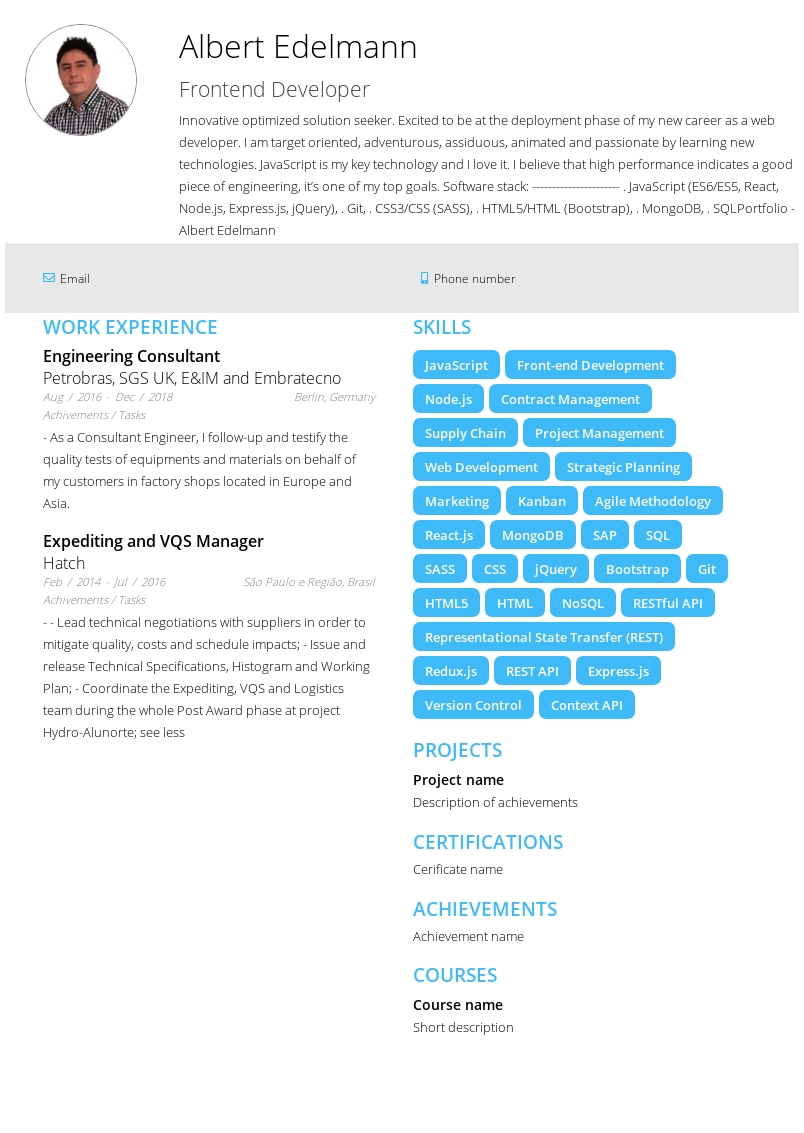 Albert Edelmann
Frontend Developer
Innovative optimized solution seeker. Excited to be at the deployment phase of my new career as a web
developer. I am target oriented, adventurous, assiduous, animated and passionate by learning new
technologies. JavaScript is my key technology and I love it. I believe that high performance indicates a good
piece of engineering, it’s one of my top goals. Software stack: ---------------------- . JavaScript (ES6/ES5, React,
Node.js, Express.js, jQuery), . Git, . CSS3/CSS (SASS), . HTML5/HTML (Bootstrap), . MongoDB, . SQLPortfolio -
Albert Edelmann
Email
Phone number
WORK EXPERIENCE
Engineering Consultant
Petrobras, SGS UK, E&IM and Embratecno
Aug / 2016 - Dec / 2018 Berlin, Germany
Achivements / Tasks
- As a Consultant Engineer, I follow-up and testify the
quality tests of equipments and materials on behalf of
my customers in factory shops located in Europe and
Asia.
Expediting and VQS Manager
Hatch
Feb / 2014 - Jul / 2016 São Paulo e Região, Brasil
Achivements / Tasks
- - Lead technical negotiations with suppliers in order to
mitigate quality, costs and schedule impacts; - Issue and
release Technical Specifications, Histogram and Working
Plan; - Coordinate the Expediting, VQS and Logistics
team during the whole Post Award phase at project
Hydro-Alunorte; see less
SKILLS
JavaScript Front-end Development
Node.js Contract Management
Supply Chain Project Management
Web Development Strategic Planning
Marketing Kanban Agile Methodology
React.js MongoDB SAP SQL
SASS CSS jQuery Bootstrap Git
HTML5 HTML NoSQL RESTful API
Representational State Transfer (REST)
Redux.js REST API Express.js
Version Control Context API
PROJECTS
Project name
Description of achievements
CERTIFICATIONS
Cerificate name
ACHIEVEMENTS
Achievement name
COURSES
Course name
Short description